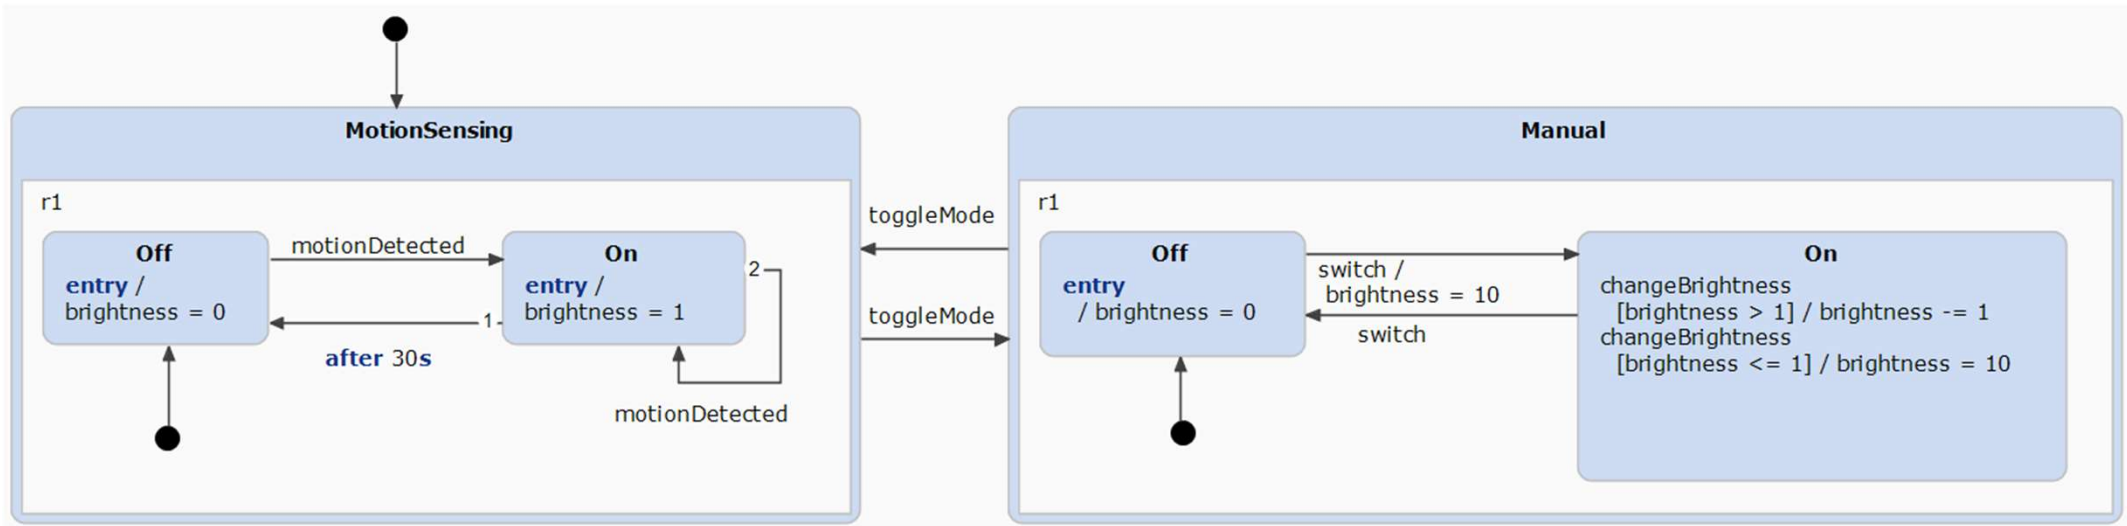 MotionSensing
r1
Off
entry /
brightness = 0
motionDetected
On
entry /
brightness = 1
1
after 30s
2
motionDetected
toggleMode
toggleMode
Manual
r1
Off
entry
/ brightness = 0
switch /
brightness = 10
switch
On
changeBrightness
[brightness > 1] / brightness -= 1
changeBrightness
[brightness <= 1] / brightness = 10